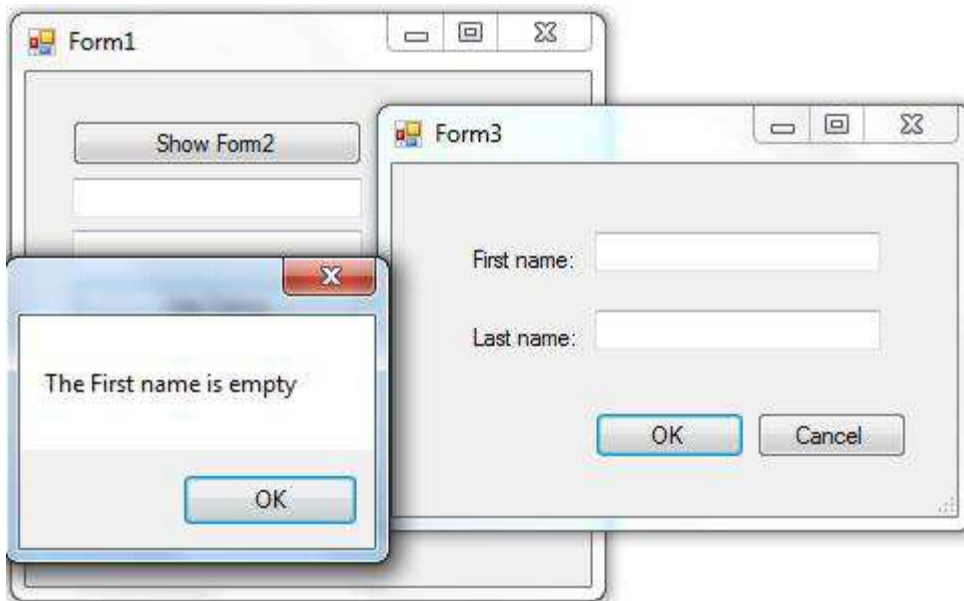 Form1
Show Form2
Form3
First name:
Last name:
OK
Cancel
The First name is empty
OK